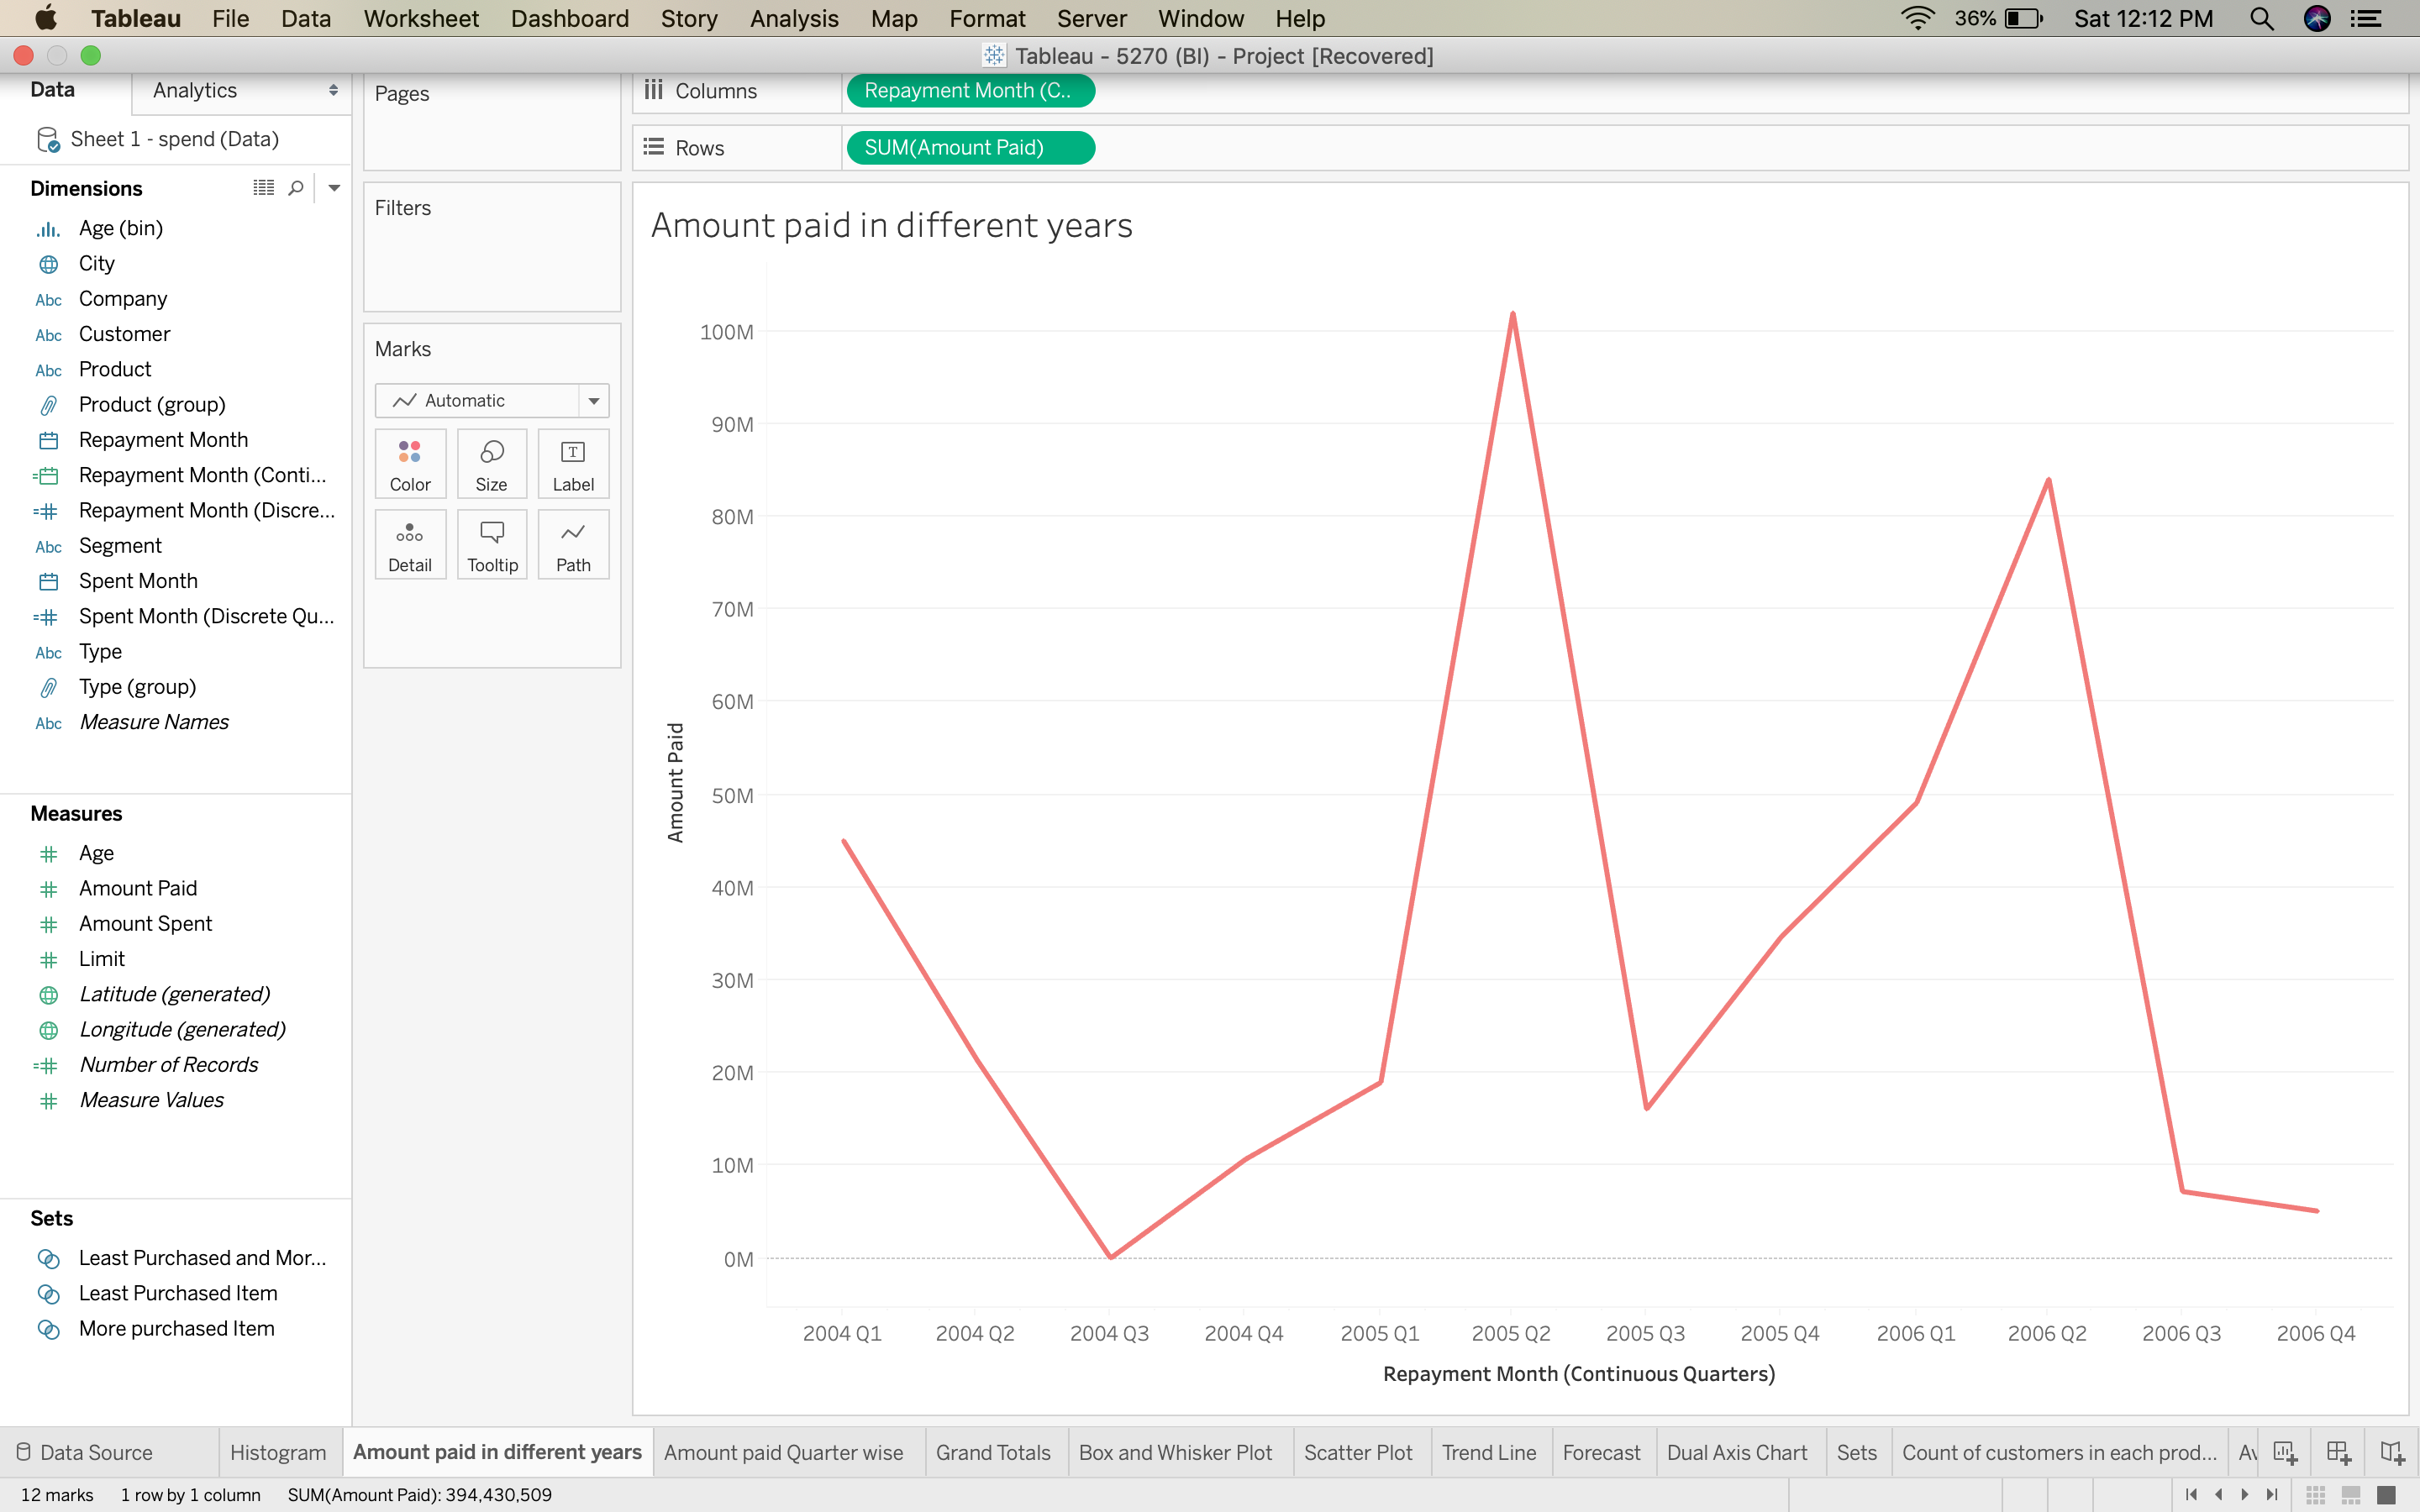 Tableau File Data Worksheet Dashboard Story Analysis Map Format Server Window Help 36% Sat 12:12 PM
Tableau - 5270 (BI) - Project [Recovered]
Data Analytics
Sheet 1 - spend (Data)
Dimensions
Age (bin)
City
Abc Company
Abc Customer
Abc Product
Product (group)
Repayment Month
Repayment Month (Conti...
Repayment Month (Discre...
Abc Segment
Spent Month
Spent Month (Discrete Qu...
Abc Type
Type (group)
Abc Measure Names
Measures
Age
Amount Paid
Amount Spent
Limit
Latitude (generated)
Longitude (generated)
Number of Records
Measure Values
Sets
Least Purchased and Mor...
Least Purchased Item
More purchased Item
Pages
Filters
Marks
Automatic
Color Size Label
Detail Tooltip Path
Columns Repayment Month (C..
Rows SUM(Amount Paid)
Amount paid in different years
100M
90M
80M
70M
60M
50M
40M
30M
20M
10M
0M
Amount Paid
2004 Q1 2004 Q2 2004 Q3 2004 Q4 2005 Q1 2005 Q2 2005 Q3 2005 Q4 2006 Q1 2006 Q2 2006 Q3 2006 Q4
Repayment Month (Continuous Quarters)
Data Source Histogram Amount paid in different years Amount paid Quarter wise Grand Totals Box and Whisker Plot Scatter Plot Trend Line Forecast Dual Axis Chart Sets Count of customers in each prod...
12 marks 1 row by 1 column SUM(Amount Paid): 394,430,509